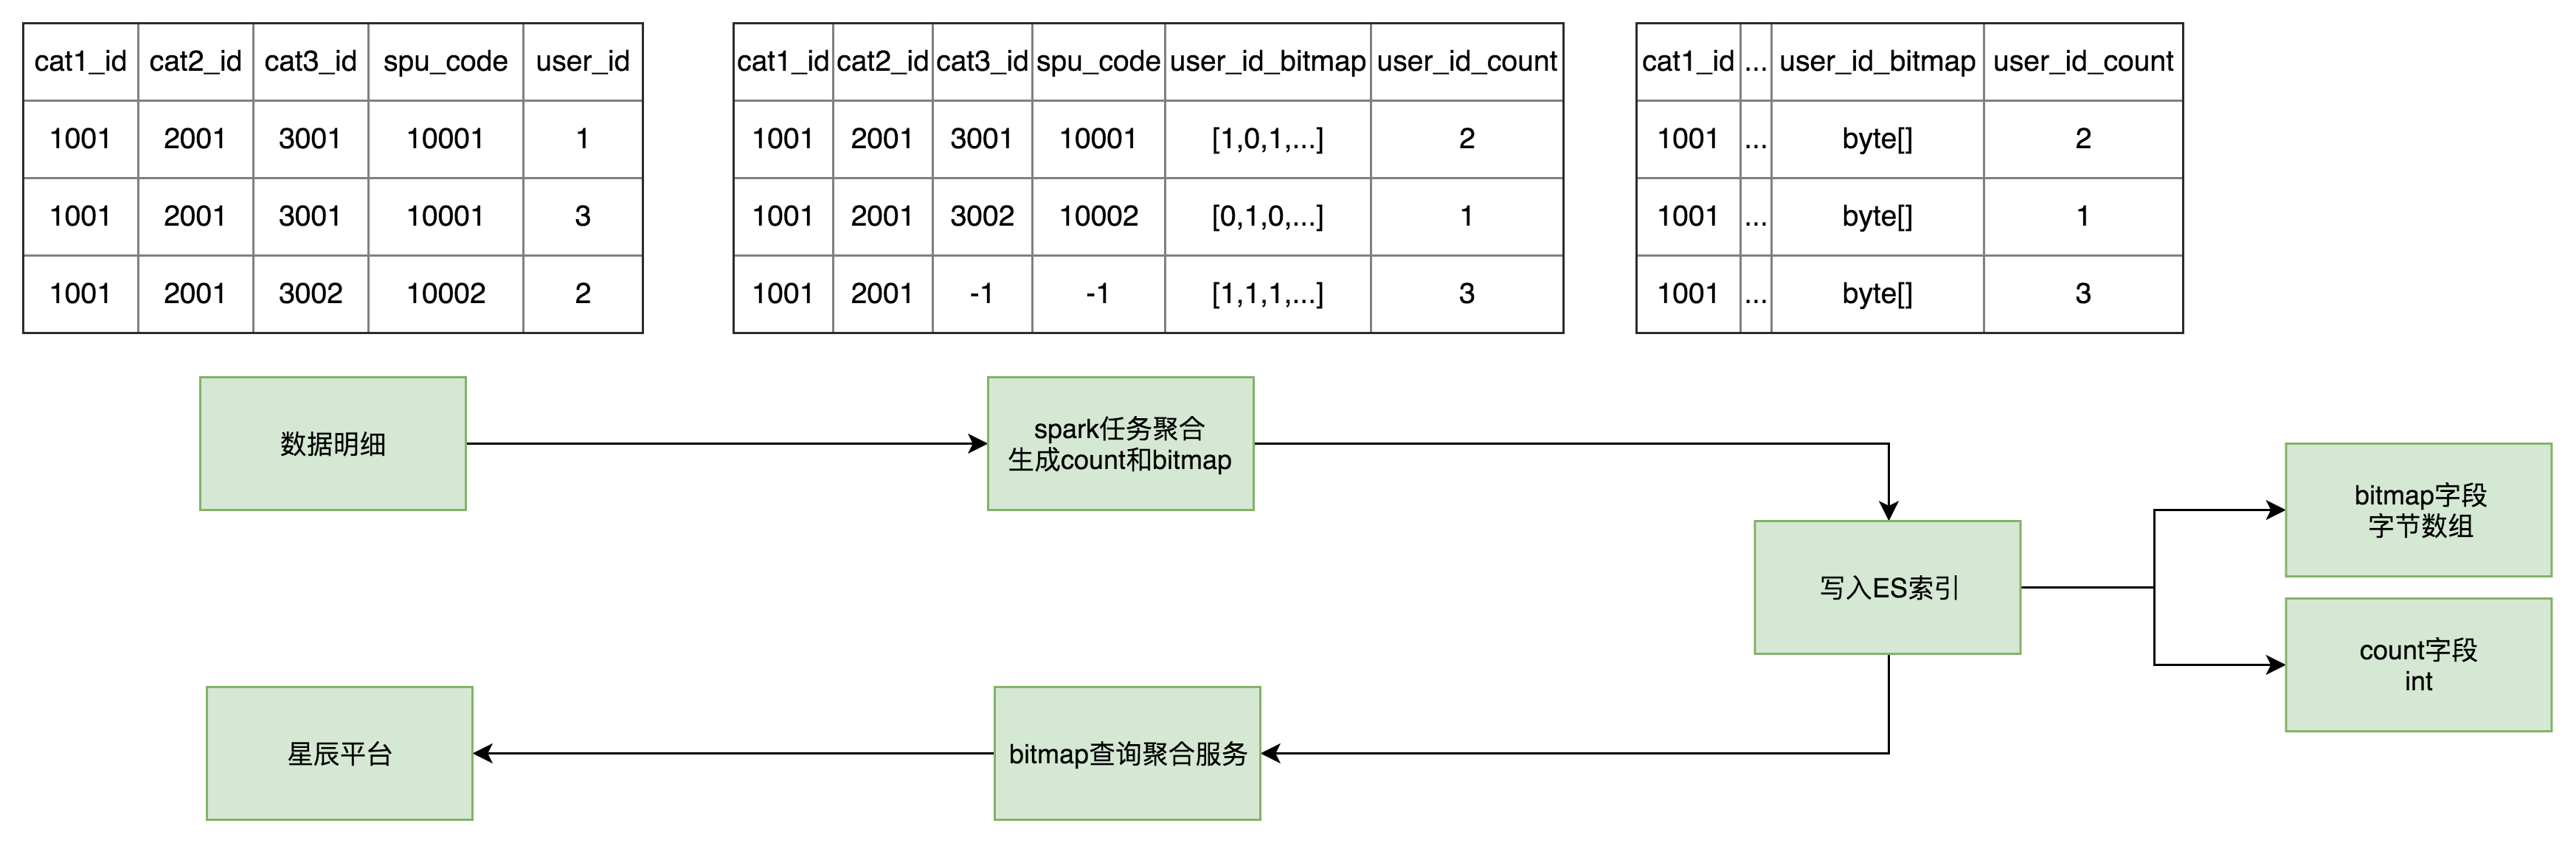 cat1_id cat2_id cat3_id spu_code user_id
1001 2001 3001 10001 1
1001 2001 3001 10001 3
1001 2001 3002 10002 2
cat1_id cat2_id cat3_id spu_code user_id_bitmap user_id_count
1001 2001 3001 10001 [1,0,1,...] 2
1001 2001 3002 10002 [0,1,0,...] 1
1001 2001 -1 -1 [1,1,1,...] 3
cat1_id ... user_id_bitmap user_id_count
1001 ... byte[] 2
1001 ... byte[] 1
1001 ... byte[] 3
数据明细
spark任务聚合
生成count和bitmap
写入ES索引
bitmap字段
字节数组
count字段
int
bitmap查询聚合服务
星辰平台